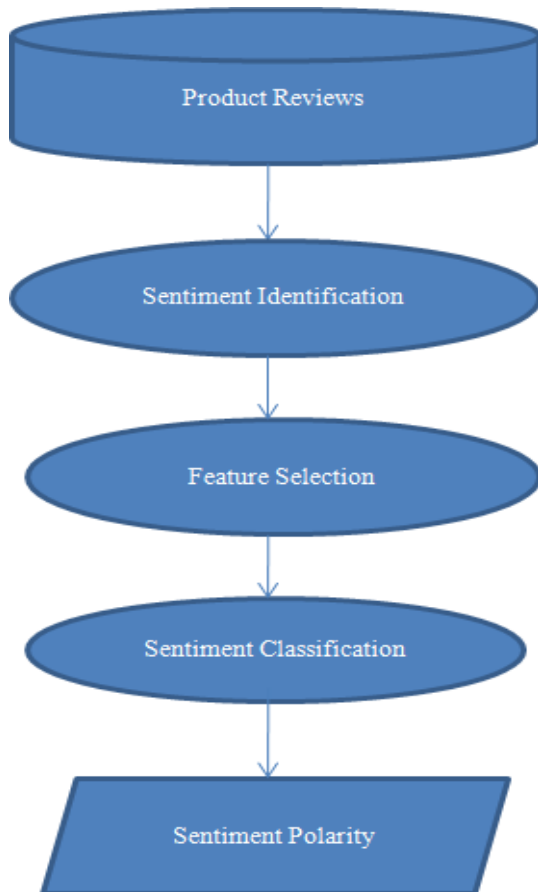 Product Reviews
Sentiment Identification
Feature Selection
Sentiment Classification
Sentiment Polarity